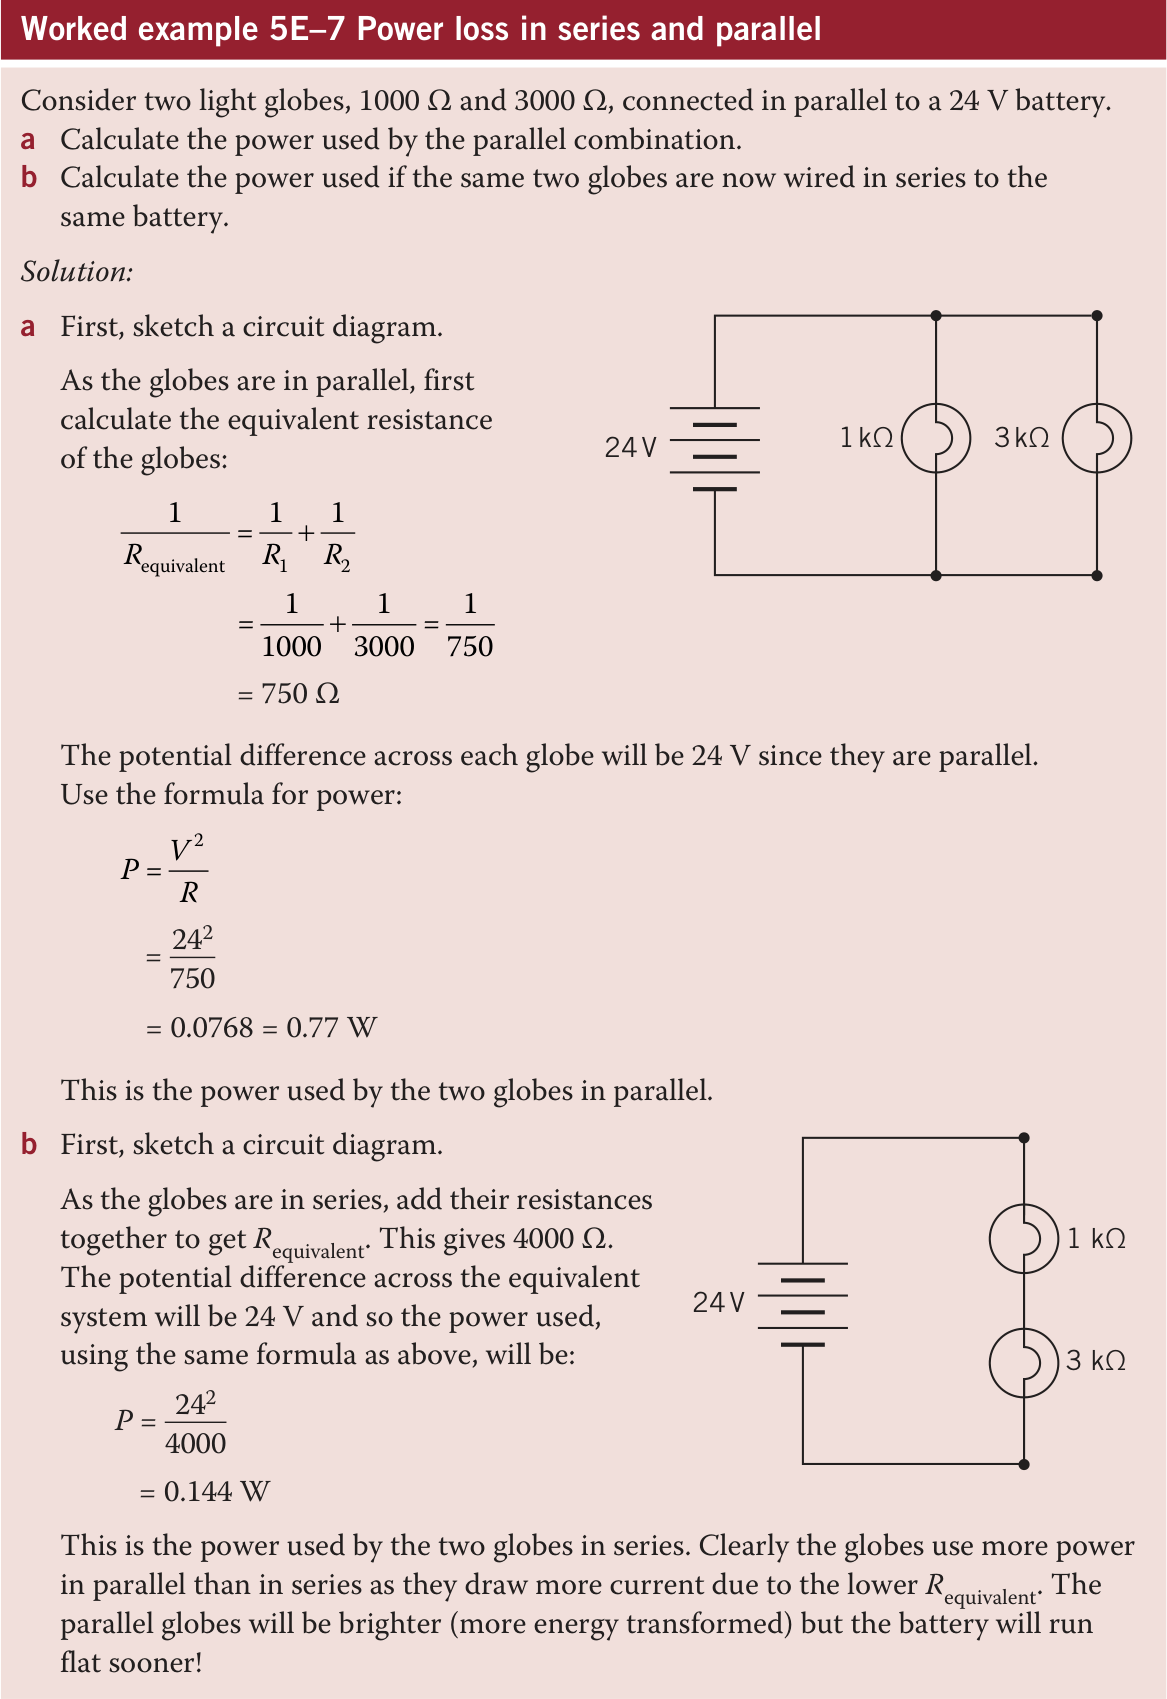 Worked example 5E–7 Power loss in series and parallel
Consider two light globes, 1000 Ω and 3000 Ω, connected in parallel to a 24 V battery.
a Calculate the power used by the parallel combination.
b Calculate the power used if the same two globes are now wired in series to the
same battery.
Solution:
a First, sketch a circuit diagram.
As the globes are in parallel, first
calculate the equivalent resistance
of the globes:
1/R_equivalent = 1/R_1 + 1/R_2
= 1/1000 + 1/3000 = 1/750
= 750 Ω
24 V
1 kΩ
3 kΩ
The potential difference across each globe will be 24 V since they are parallel.
Use the formula for power:
P = V²/R
= 24²/750
= 0.0768 = 0.77 W
This is the power used by the two globes in parallel.
b First, sketch a circuit diagram.
As the globes are in series, add their resistances
together to get R_equivalent. This gives 4000 Ω.
The potential difference across the equivalent
system will be 24 V and so the power used,
using the same formula as above, will be:
P = 24²/4000
= 0.144 W
24 V
1 kΩ
3 kΩ
This is the power used by the two globes in series. Clearly the globes use more power
in parallel than in series as they draw more current due to the lower R_equivalent. The
parallel globes will be brighter (more energy transformed) but the battery will run
flat sooner!